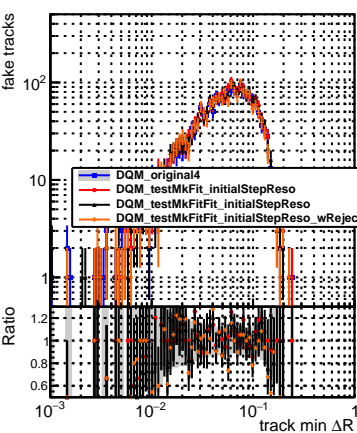 fake tracks
10²
10
1
DQM_original4
DQM_testMkFit_initialStepReso
DQM_testMkFitFit_initialStepReso
DQM_testMkFitFit_initialStepReso_wRejec
Ratio
1.2
1
0.8
0.6
10⁻³ 10⁻² 10⁻¹ 1
track min ΔR